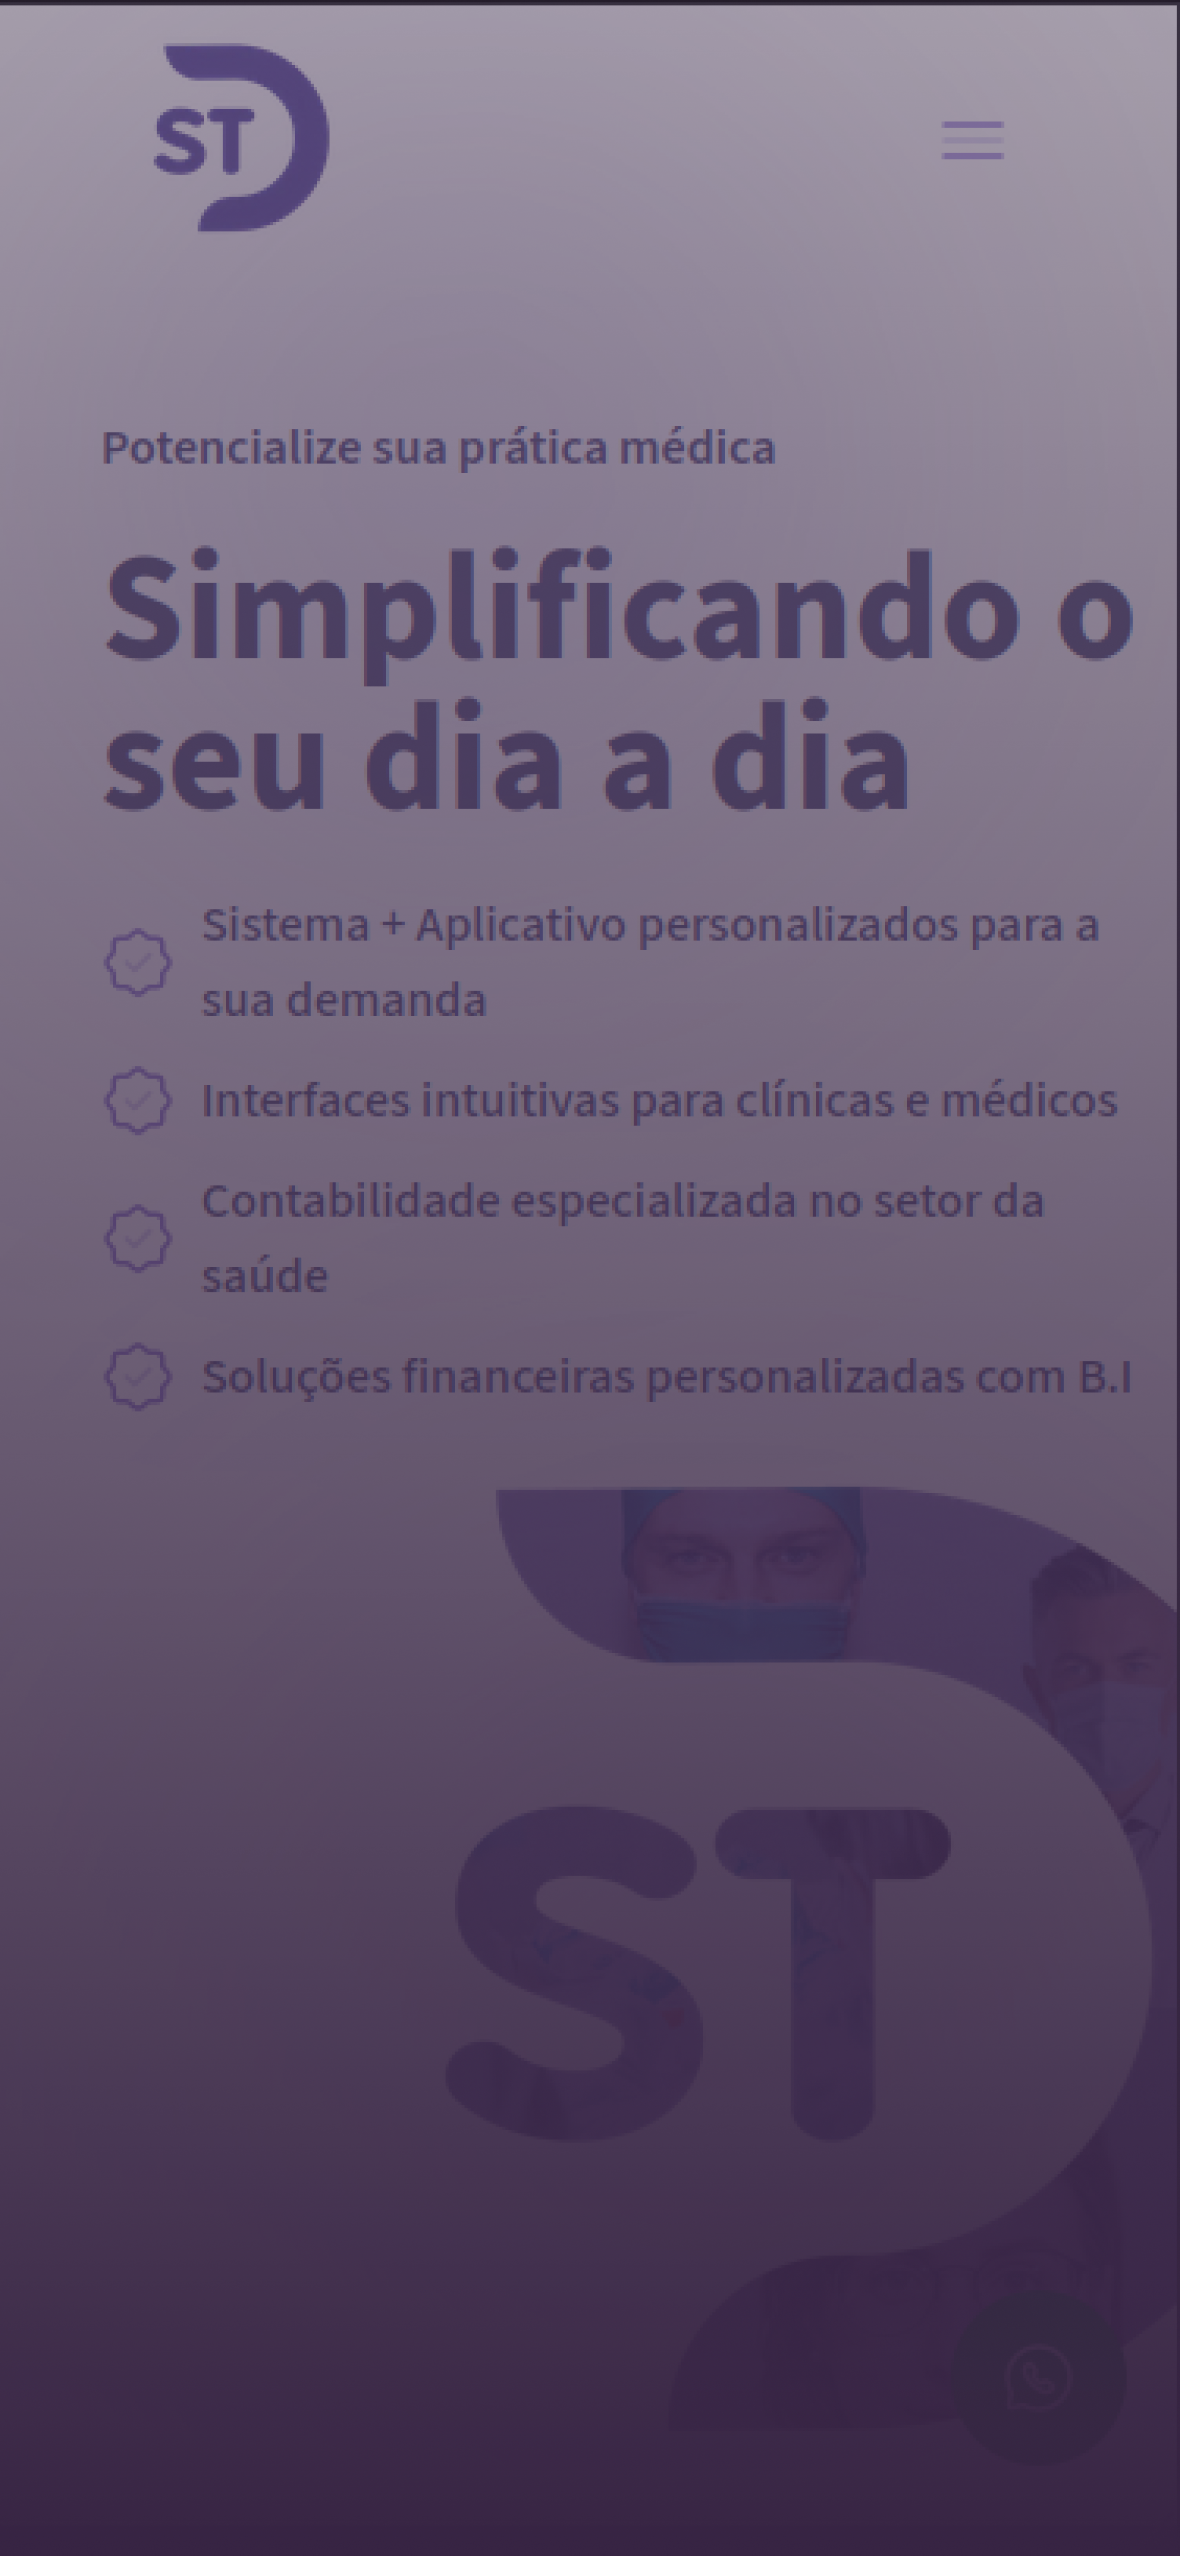 ST
Potencialize sua prática médica
Simplificando o
seu dia a dia
Sistema + Aplicativo personalizados para a
sua demanda
Interfaces intuitivas para clínicas e médicos
Contabilidade especializada no setor da
saúde
Soluções financeiras personalizadas com B.I
ST